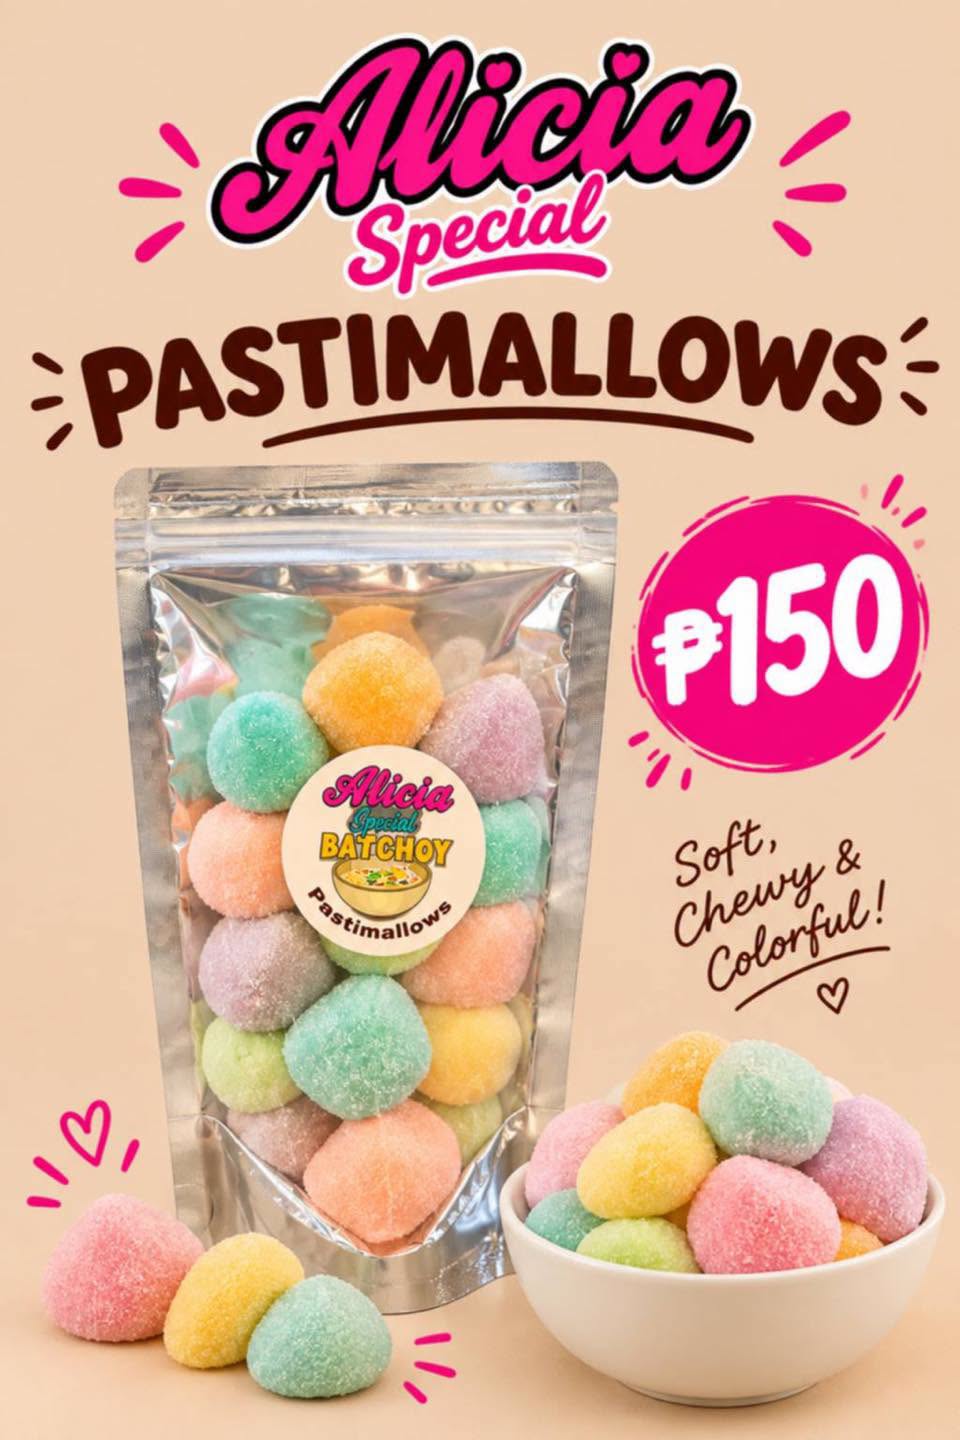 Alicia
Special
PASTIMALLOWS
₱150
Alicia
Special
BATCHOY
Pastimallows
Soft,
Chewy &
Colorful!